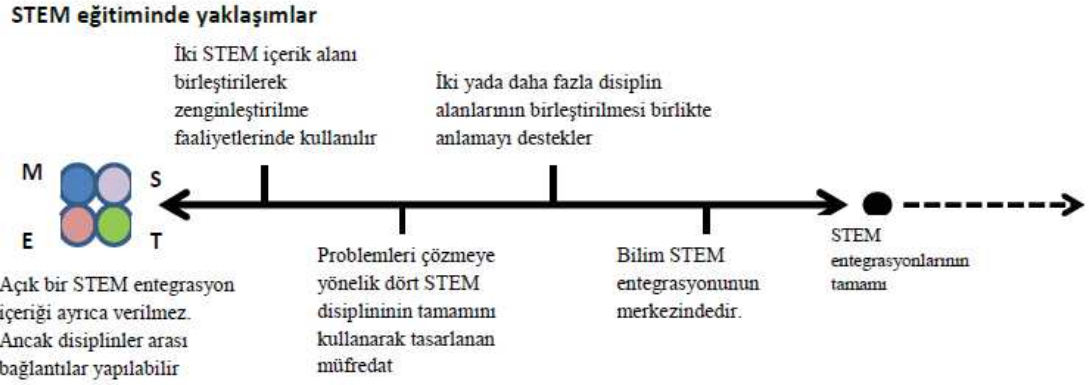 STEM eğitiminde yaklaşımlar
İki STEM içerik alanı
birleştirilerek
zenginleştirilme
faaliyetlerinde kullanılır
İki yada daha fazla disiplin
alanlarının birleştirilmesi birlikte
anlamayı destekler
M
S
E
T
Açık bir STEM entegrasyon
içeriği ayrıca verilmez.
Ancak disiplinler arası
bağlantılar yapılabilir
Problemleri çözmeye
yönelik dört STEM
disiplininin tamamını
kullanarak tasarlanan
müfredat
Bilim STEM
entegrasyonunun
merkezindedir.
STEM
entegrasyonlarının
tamamı